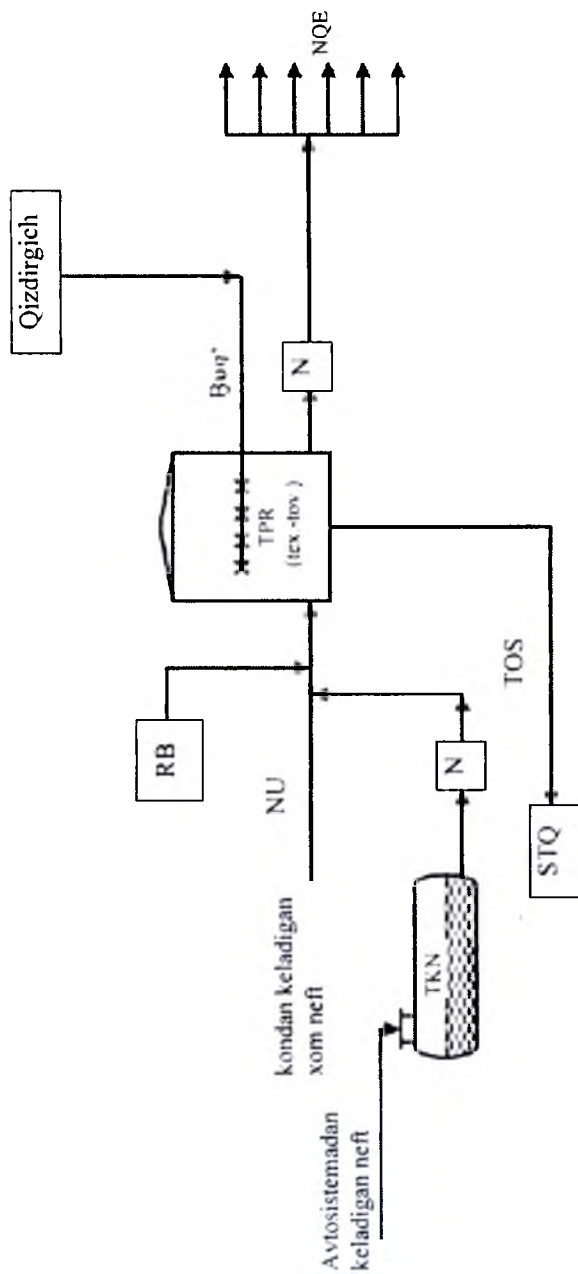 Qizdirgich
Bug'
NQE
N
TPR
(tex.-tov )
RB
NU
kondan keladigan
xom neft
TOS
N
STQ
TKN
Avtosistemadan
keladigan neft